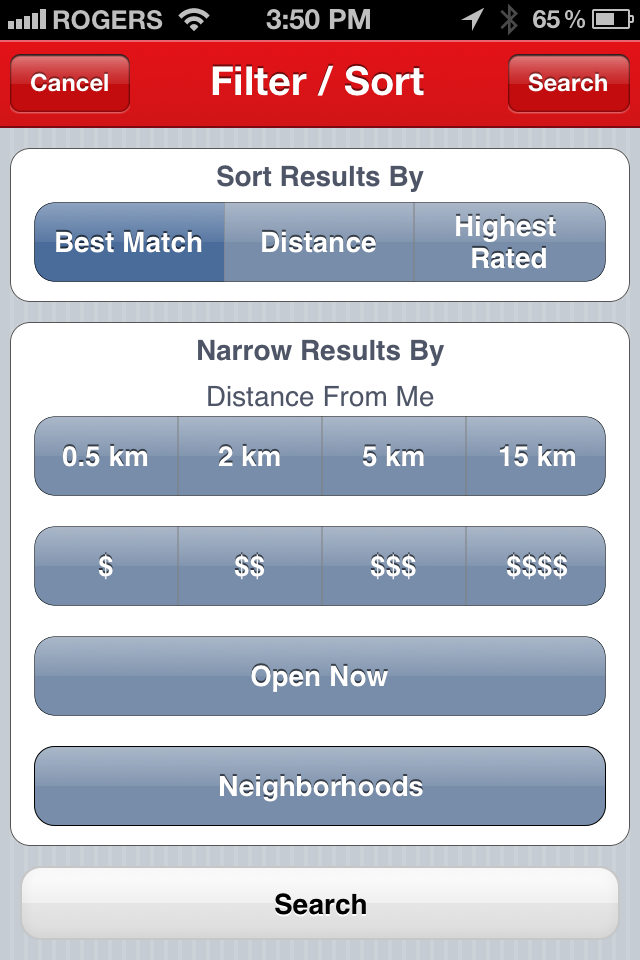 ROGERS 3:50 PM 65 %
Cancel Filter / Sort Search
Sort Results By
Best Match Distance Highest Rated
Narrow Results By
Distance From Me
0.5 km 2 km 5 km 15 km
$ $$ $$$ $$$$
Open Now
Neighborhoods
Search